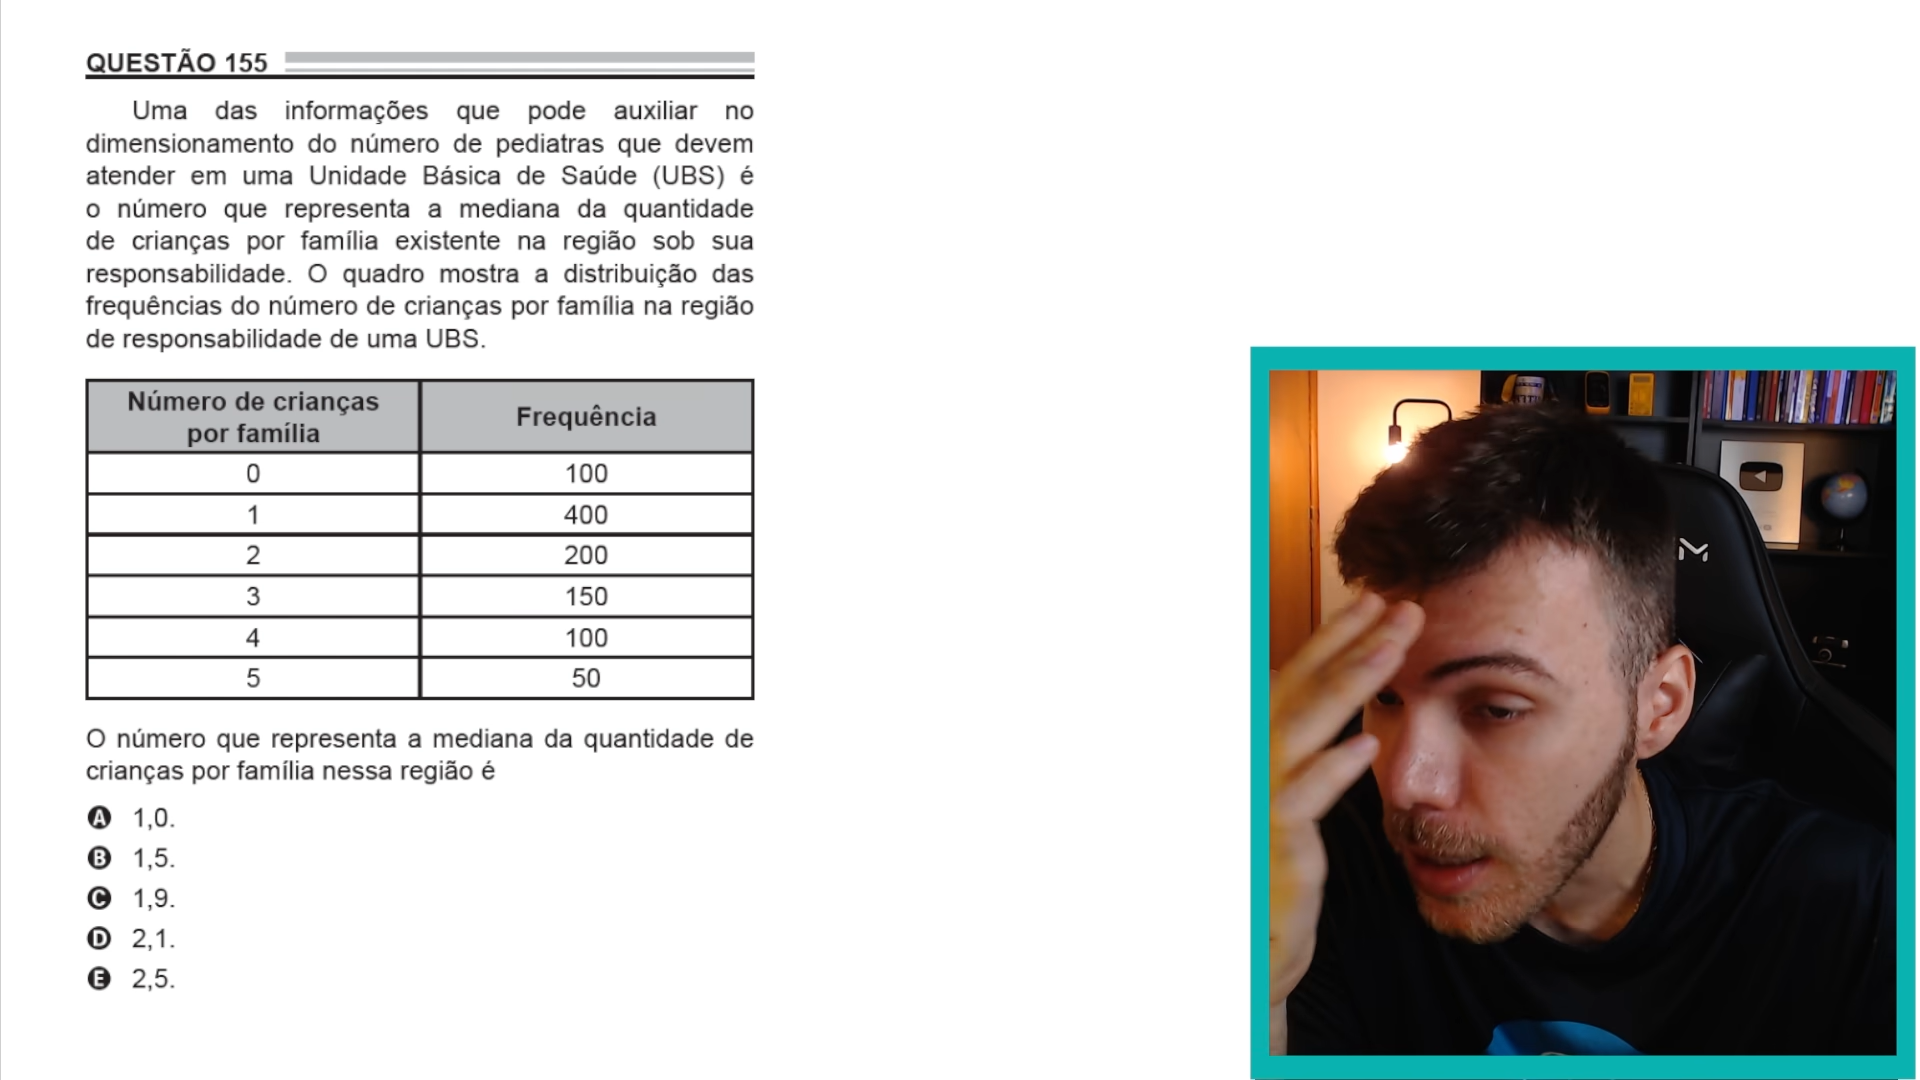 QUESTÃO 155
Uma das informações que pode auxiliar no
dimensionamento do número de pediatras que devem
atender em uma Unidade Básica de Saúde (UBS) é
o número que representa a mediana da quantidade
de crianças por família existente na região sob sua
responsabilidade. O quadro mostra a distribuição das
frequências do número de crianças por família na região
de responsabilidade de uma UBS.
Número de crianças
por família
Frequência
0 100
1 400
2 200
3 150
4 100
5 50
O número que representa a mediana da quantidade de
crianças por família nessa região é
A 1,0.
B 1,5.
C 1,9.
D 2,1.
E 2,5.